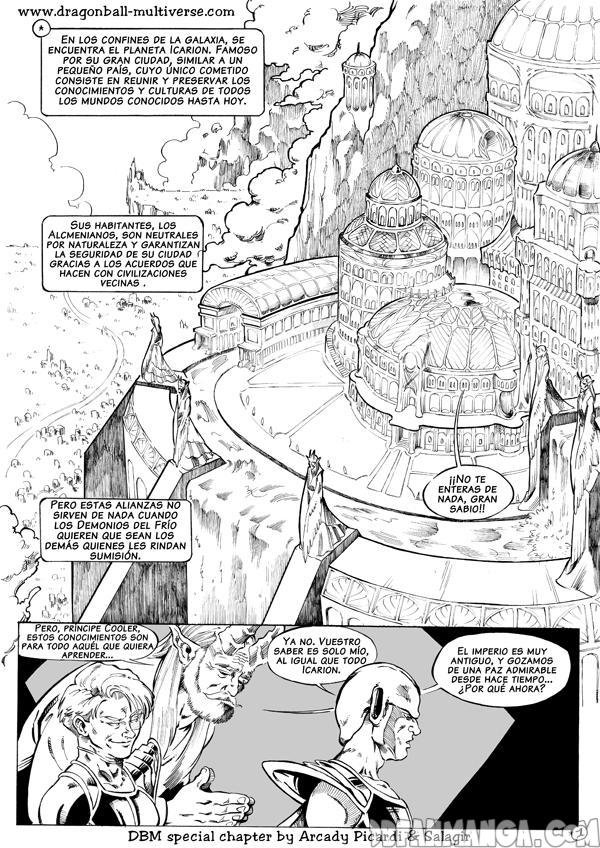 www.dragonball-multiverse.com
*
En los confines de la galaxia, se
encuentra el planeta Icarion. Famoso
por su gran ciudad, similar a un
pequeño país, cuyo único cometido
consiste en reunir y preservar los
conocimientos y culturas de todos
los mundos conocidos hasta hoy.
Sus habitantes, los
Alcmenianos, son neutrales
por naturaleza y garantizan
la seguridad de su ciudad
gracias a los acuerdos que
hacen con civilizaciones
vecinas .
¡¡No te
enteras de
nada, gran
sabio!!
Pero estas alianzas no
sirven de nada cuando
los Demonios del Frío
quieren que sean los
demás quienes les rindan
sumisión.
Pero, príncipe Cooler,
estos conocimientos son
para todo aquél que quiera
aprender...
Ya no. Vuestro
saber es solo mío,
al igual que todo
Icarion.
El imperio es muy
antiguo, y gozamos
de una paz admirable
desde hace tiempo...
¿Por qué ahora?
DBM special chapter by Arcady Picardi & Salagir